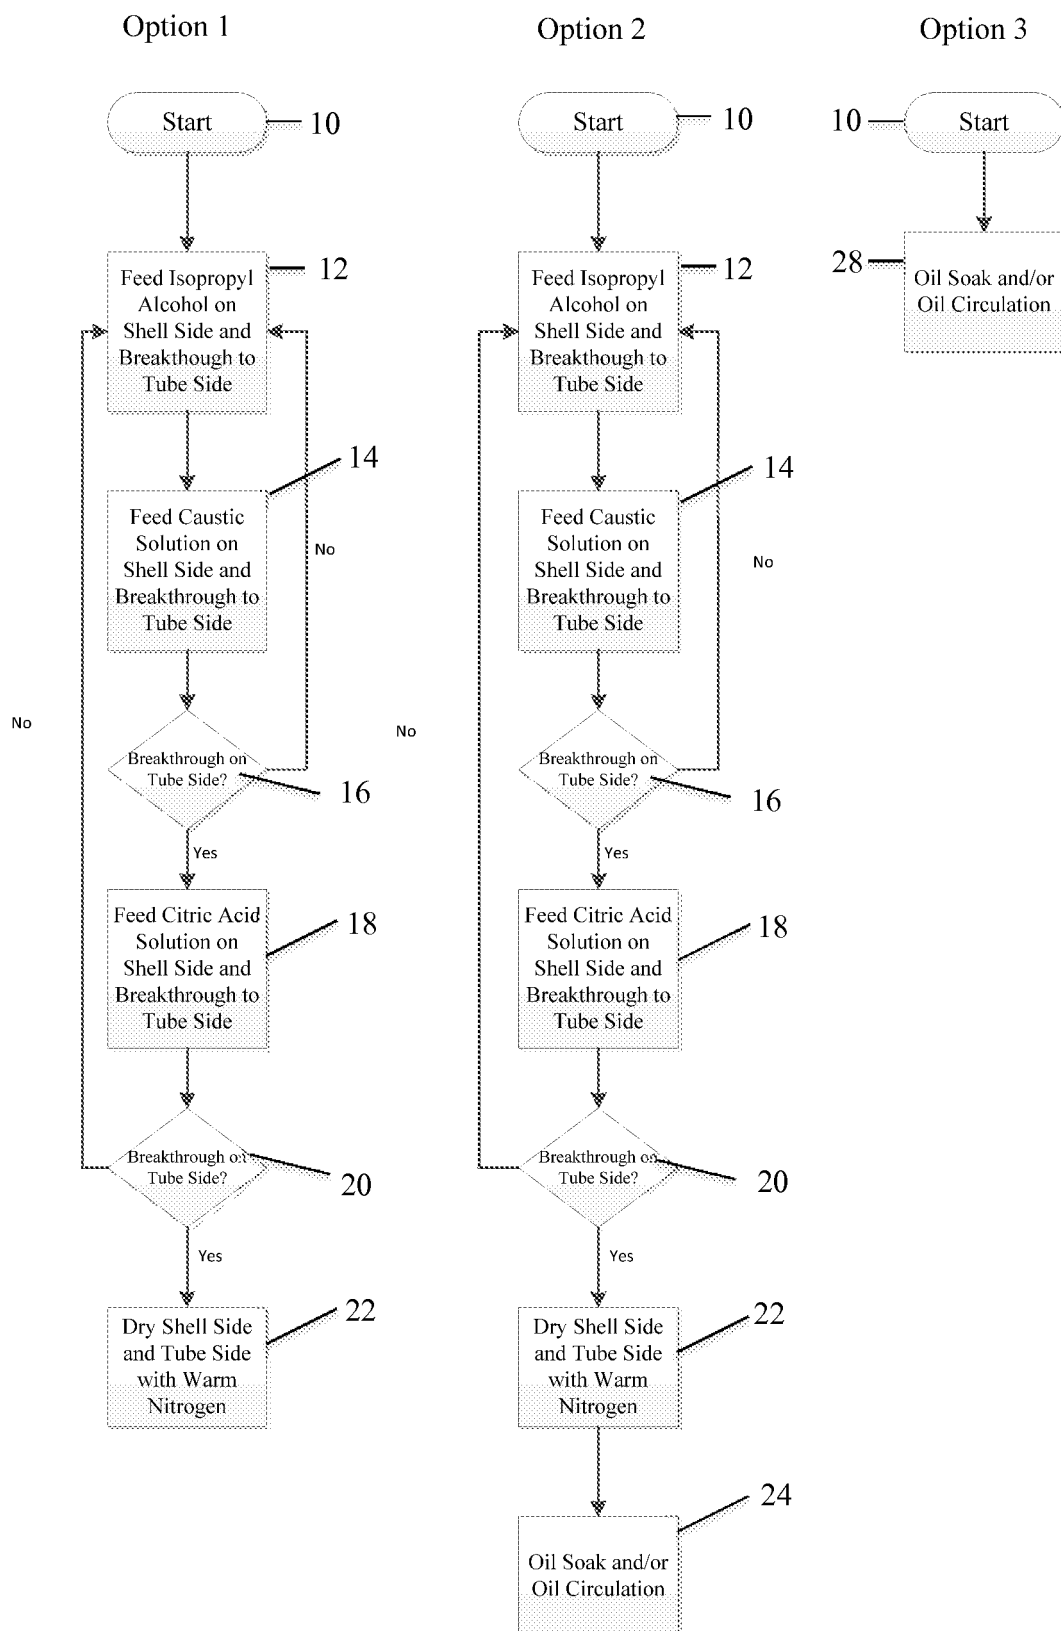 Option 1
Start
10
Feed Isopropyl
Alcohol on
Shell Side and
Breakthough to
Tube Side
12
Feed Caustic
Solution on
Shell Side and
Breakthrough to
Tube Side
14
No
No
Breakthrough on
Tube Side?
16
Yes
Feed Citric Acid
Solution on
Shell Side and
Breakthrough to
Tube Side
18
Breakthrough on
Tube Side?
20
Yes
Dry Shell Side
and Tube Side
with Warm
Nitrogen
22
Option 2
Start
10
Feed Isopropyl
Alcohol on
Shell Side and
Breakthough to
Tube Side
12
Feed Caustic
Solution on
Shell Side and
Breakthrough to
Tube Side
14
No
No
Breakthrough on
Tube Side?
16
Yes
Feed Citric Acid
Solution on
Shell Side and
Breakthrough to
Tube Side
18
Breakthrough on
Tube Side?
20
Yes
Dry Shell Side
and Tube Side
with Warm
Nitrogen
22
Oil Soak and/or
Oil Circulation
24
Option 3
10
Start
28
Oil Soak and/or
Oil Circulation